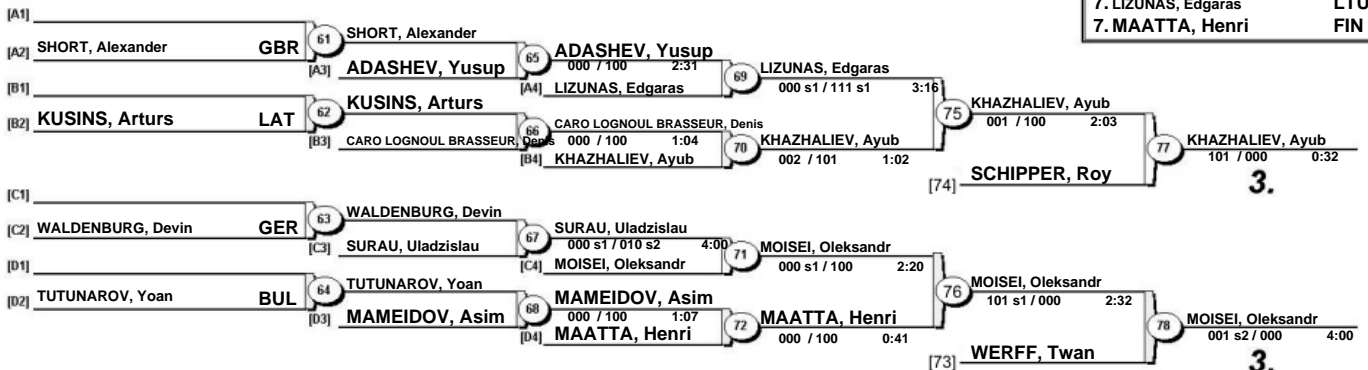 7. LIZUNAS, Edgaras LTU
7. MAATTA, Henri FIN
[A1]
[A2] SHORT, Alexander GBR
61
SHORT, Alexander
[A3] ADASHEV, Yusup
65
ADASHEV, Yusup
000 / 100 2:31
[A4] LIZUNAS, Edgaras
69
LIZUNAS, Edgaras
000 s1 / 111 s1 3:16
[B1]
[B2] KUSINS, Arturs LAT
62
KUSINS, Arturs
[B3] CARO LOGNOUL BRASSEUR, Denis
66
CARO LOGNOUL BRASSEUR, Denis
000 / 100 1:04
[B4] KHAZHALIEV, Ayub
70
KHAZHALIEV, Ayub
002 / 101 1:02
75
KHAZHALIEV, Ayub
001 / 100 2:03
[74] SCHIPPER, Roy
77
KHAZHALIEV, Ayub
101 / 000 0:32
3.
[C1]
[C2] WALDENBURG, Devin GER
63
WALDENBURG, Devin
[C3] SURAU, Uladzislau
67
SURAU, Uladzislau
000 s1 / 010 s2 4:00
[C4] MOISEI, Oleksandr
71
MOISEI, Oleksandr
000 s1 / 100 2:20
[D1]
[D2] TUTUNAROV, Yoan BUL
64
TUTUNAROV, Yoan
[D3] MAMEIDOV, Asim
68
MAMEIDOV, Asim
000 / 100 1:07
[D4] MAATTA, Henri
72
MAATTA, Henri
000 / 100 0:41
76
MOISEI, Oleksandr
101 s1 / 000 2:32
[73] WERFF, Twan
78
MOISEI, Oleksandr
001 s2 / 000 4:00
3.